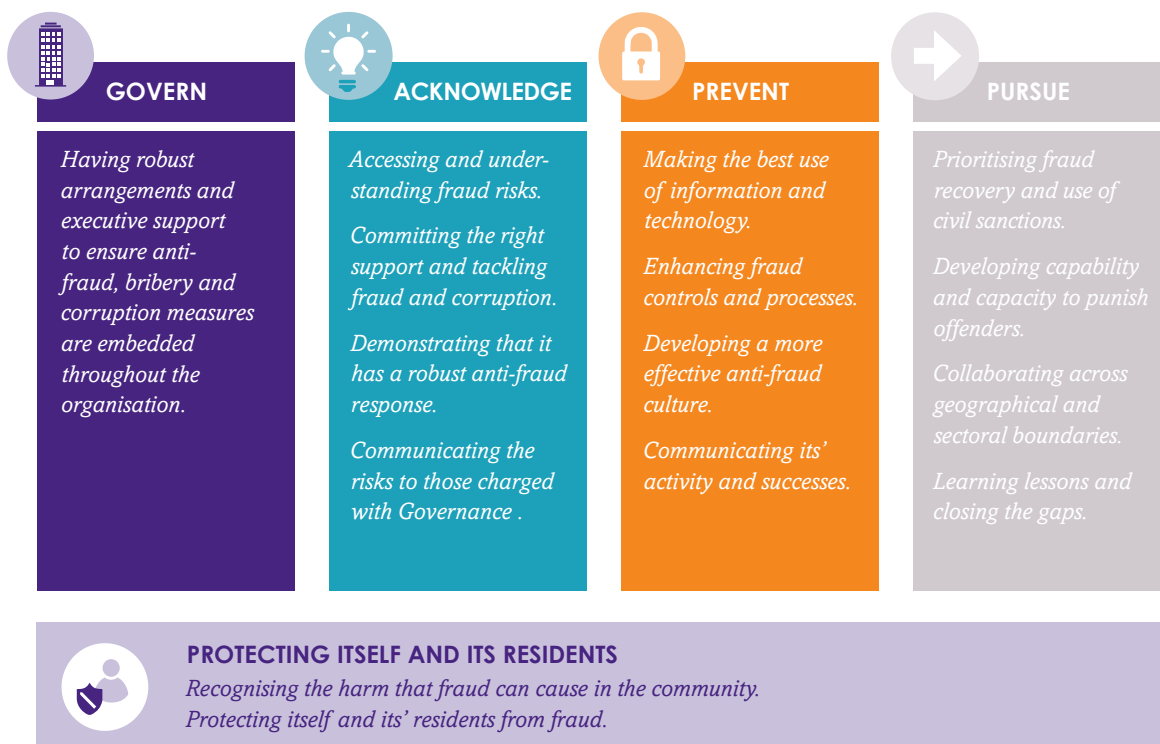 GOVERN
Having robust
arrangements and
executive support
to ensure anti-
fraud, bribery and
corruption measures
are embedded
throughout the
organisation.
ACKNOWLEDGE
Accessing and under-
standing fraud risks.
Committing the right
support and tackling
fraud and corruption.
Demonstrating that it
has a robust anti-fraud
response.
Communicating the
risks to those charged
with Governance .
PREVENT
Making the best use
of information and
technology.
Enhancing fraud
controls and processes.
Developing a more
effective anti-fraud
culture.
Communicating its’
activity and successes.
PURSUE
Prioritising fraud
recovery and use of
civil sanctions.
Developing capability
and capacity to punish
offenders.
Collaborating across
geographical and
sectoral boundaries.
Learning lessons and
closing the gaps.
PROTECTING ITSELF AND ITS RESIDENTS
Recognising the harm that fraud can cause in the community.
Protecting itself and its’ residents from fraud.